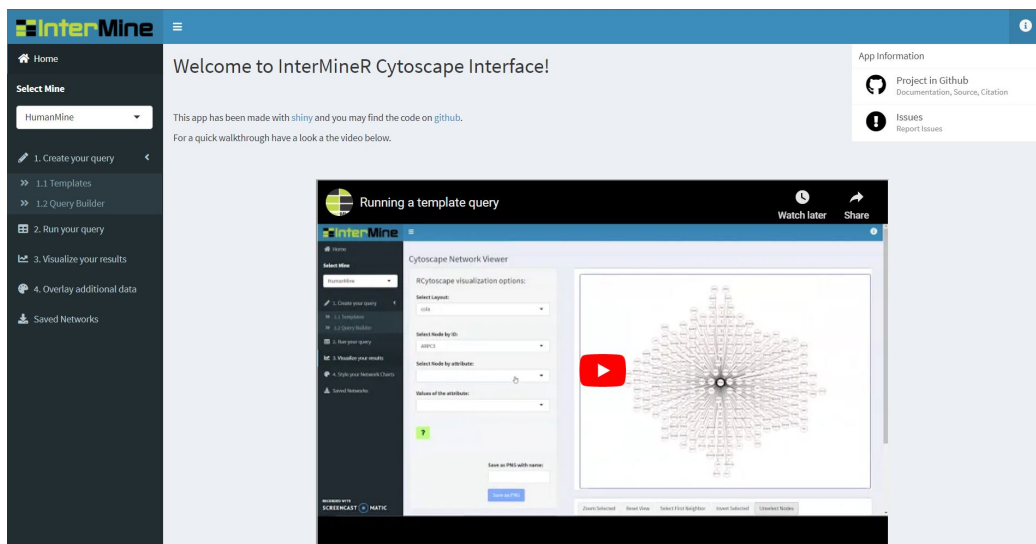 InterMine
Home
Select Mine
HumanMine
1. Create your query
1.1 Templates
1.2 Query Builder
2. Run your query
3. Visualize your results
4. Overlay additional data
Saved Networks
Welcome to InterMineR Cytoscape Interface!
This app has been made with shiny and you may find the code on github.
For a quick walkthrough have a look a the video below.
App Information
Project in Github
Documentation, Source, Citation
Issues
Report Issues
Running a template query
Watch later
Share
InterMine
Home
Select Mine
HumanMine
1. Create your query
1.1 Templates
1.2 Query Builder
2. Run your query
3. Visualize your results
4. Style your Network Charts
Saved Networks
RECORDED WITH
SCREENCAST MATIC
Cytoscape Network Viewer
RCytoscape visualization options:
Select Layout:
cola
Select Node by ID:
Select Node by attribute:
Values of the attribute:
?
Save as PNG with name:
Save as PNG
Zoom Selected
Reset View
Select First Neighbor
Invert Selected
Unselect Nodes